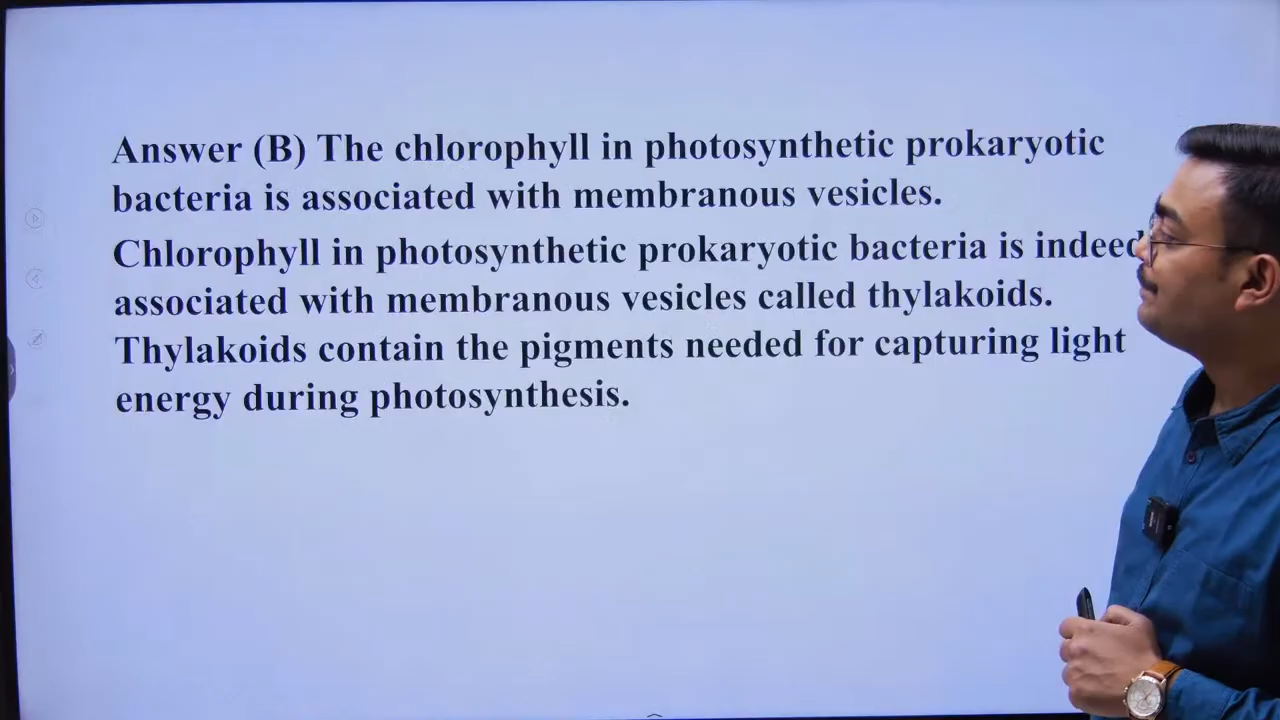 Answer (B) The chlorophyll in photosynthetic prokaryotic
bacteria is associated with membranous vesicles.
Chlorophyll in photosynthetic prokaryotic bacteria is indeed
associated with membranous vesicles called thylakoids.
Thylakoids contain the pigments needed for capturing light
energy during photosynthesis.